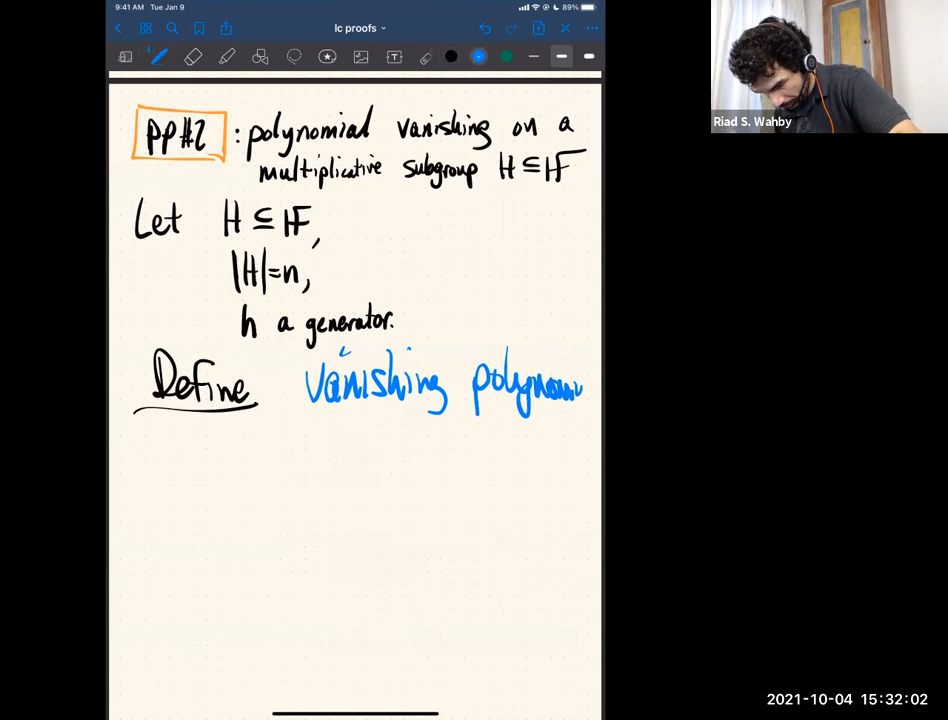 9:41 AM Tue Jan 9
89%
lc proofs
T
PP#2 : polynomial vanishing on a
multiplicative subgroup H ⊆ 𝔽
Let H ⊆ 𝔽,
|H|=n,
h a generator.
Define vanishing polynomi
Riad S. Wahby
2021-10-04 15:32:02